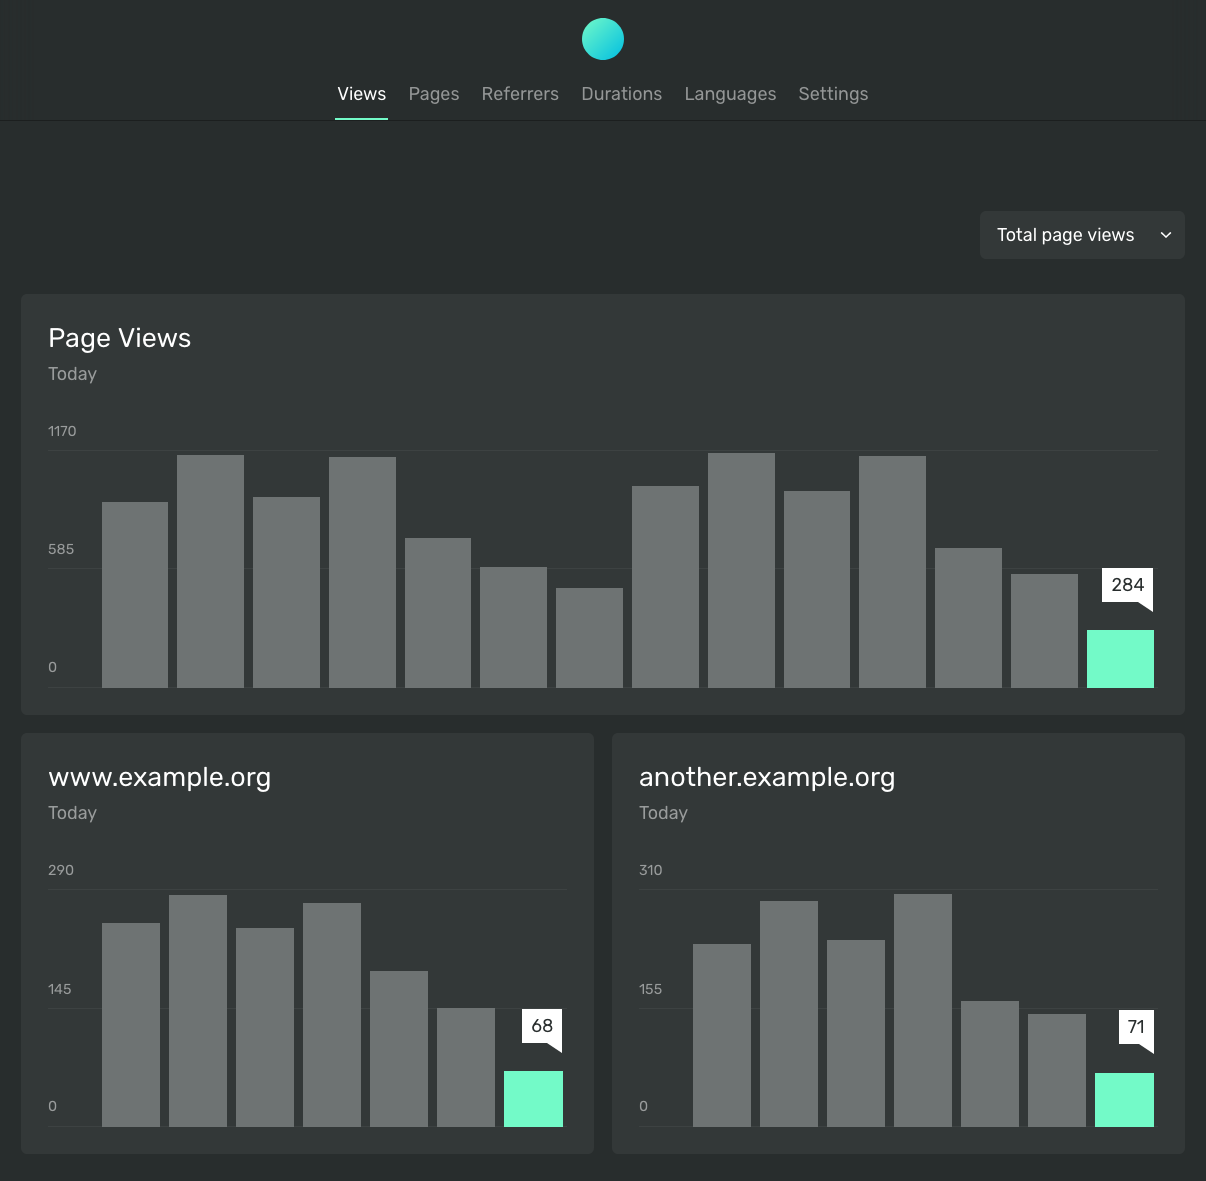 Views Pages Referrers Durations Languages Settings
Total page views
Page Views
Today
1170
585
284
0
www.example.org
Today
290
145
68
0
another.example.org
Today
310
155
71
0